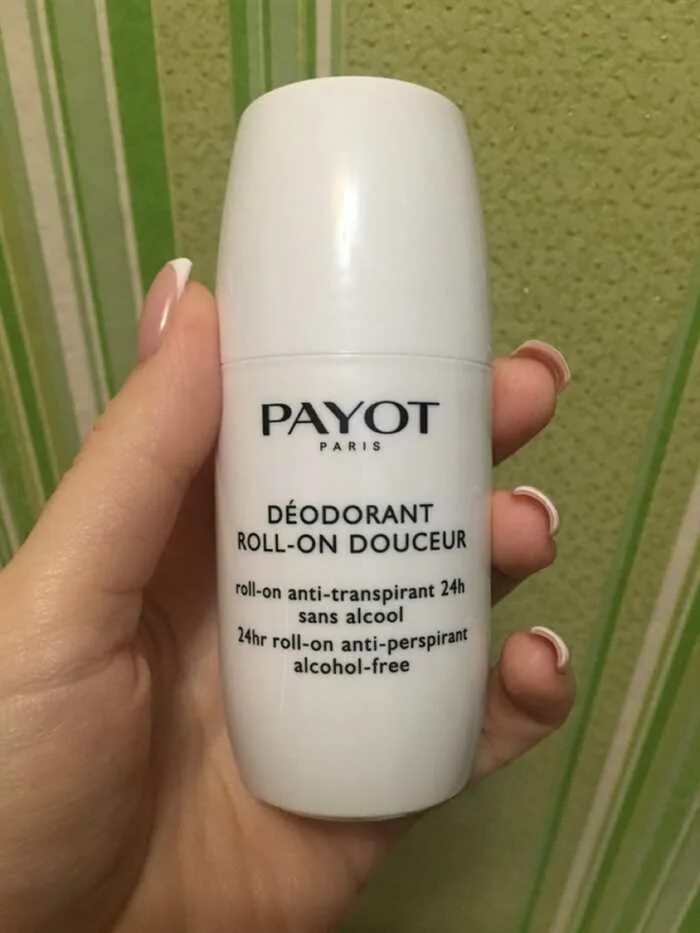 PAYOT
PARIS
DÉODORANT
ROLL-ON DOUCEUR
roll-on anti-transpirant 24h
sans alcool
24hr roll-on anti-perspirant
alcohol-free